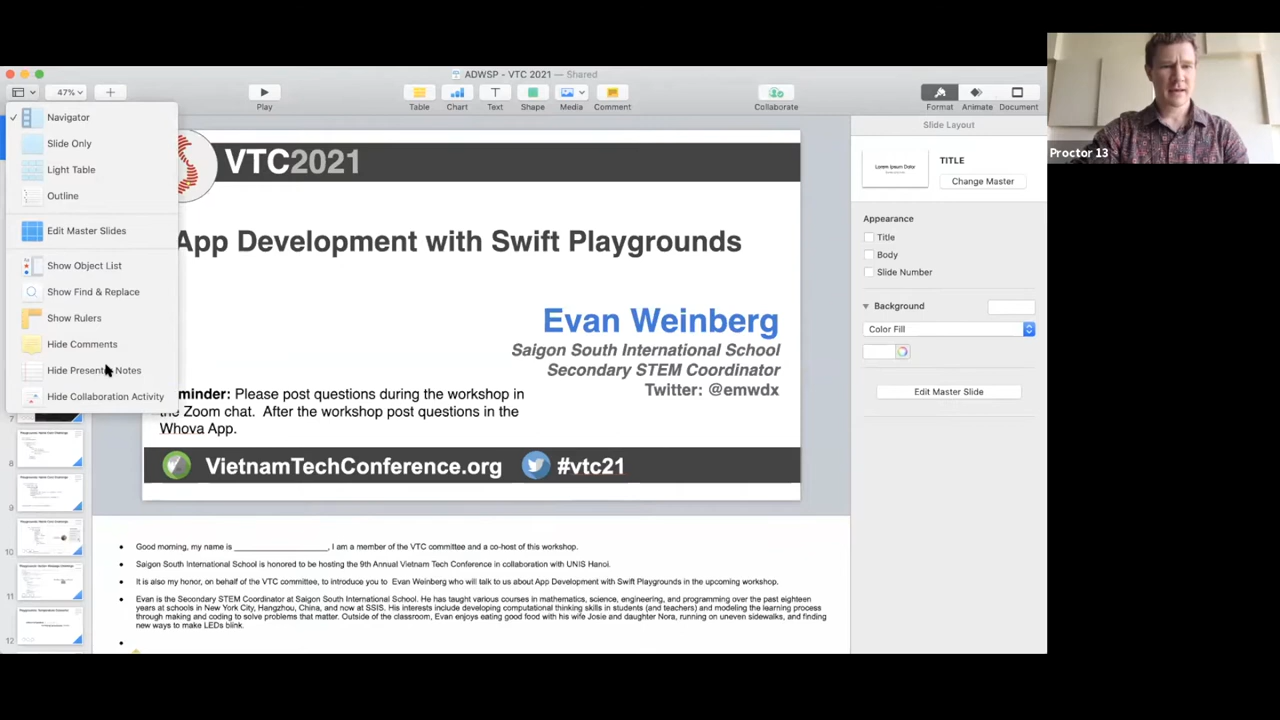 ADWSP - VTC 2021 — Shared
47%
Play
Table
Chart
Text
Shape
Media
Comment
Collaborate
Format
Animate
Document
Navigator
Slide Only
Light Table
Outline
Edit Master Slides
Show Object List
Show Find & Replace
Show Rulers
Hide Comments
Hide Presenter Notes
Hide Collaboration Activity
VTC2021
App Development with Swift Playgrounds
Evan Weinberg
Saigon South International School
Secondary STEM Coordinator
Twitter: @emwdx
minder: Please post questions during the workshop in
the Zoom chat. After the workshop post questions in the
Whova App.
VietnamTechConference.org #vtc21
7
8
9
10
11
12
• Good morning, my name is ______________________, I am a member of the VTC committee and a co-host of this workshop.
• Saigon South International School is honored to be hosting the 9th Annual Vietnam Tech Conference in collaboration with UNIS Hanoi.
• It is also my honor, on behalf of the VTC committee, to introduce you to Evan Weinberg who will talk to us about App Development with Swift Playgrounds in the upcoming workshop.
• Evan is the Secondary STEM Coordinator at Saigon South International School. He has taught various courses in mathematics, science, engineering, and programming over the past eighteen
years at schools in New York City, Hangzhou, China, and now at SSIS. His interests include developing computational thinking skills in students (and teachers) and modeling the learning process
through making and coding to solve problems that matter. Outside of the classroom, Evan enjoys eating good food with his wife Josie and daughter Nora, running on uneven sidewalks, and finding
new ways to make LEDs blink.
•
Slide Layout
Lorem Ipsum Dolor
TITLE
Change Master
Appearance
Title
Body
Slide Number
Background
Color Fill
Edit Master Slide
Proctor 13